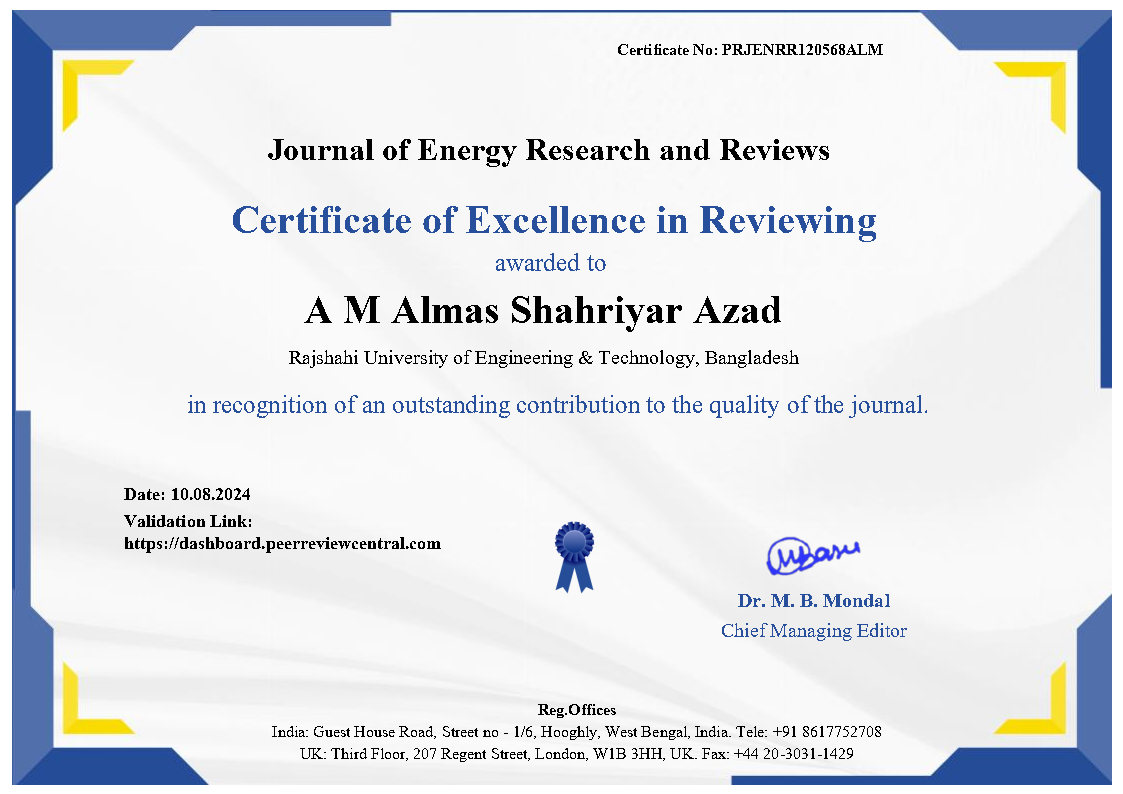 Certificate No: PRJENRR120568ALM
Journal of Energy Research and Reviews
Certificate of Excellence in Reviewing
awarded to
A M Almas Shahriyar Azad
Rajshahi University of Engineering & Technology, Bangladesh
in recognition of an outstanding contribution to the quality of the journal.
Date: 10.08.2024
Validation Link:
https://dashboard.peerreviewcentral.com
MBasu
Dr. M. B. Mondal
Chief Managing Editor
Reg.Offices
India: Guest House Road, Street no - 1/6, Hooghly, West Bengal, India. Tele: +91 8617752708
UK: Third Floor, 207 Regent Street, London, W1B 3HH, UK. Fax: +44 20-3031-1429